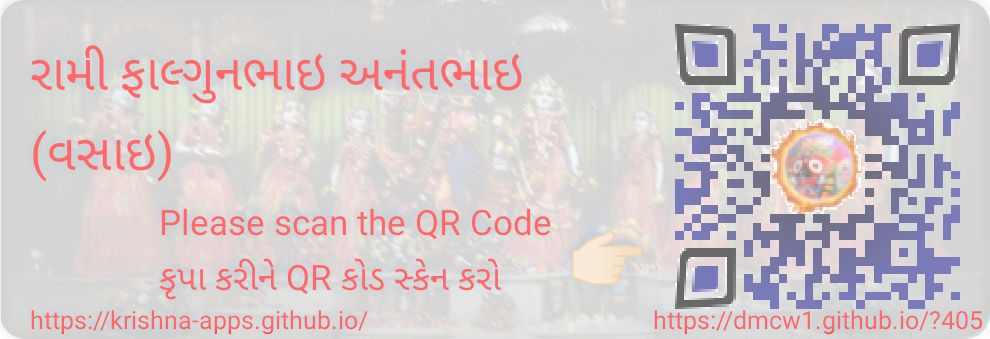 રામી ફાલ્ગુનભાઇ અનંતભાઇ
(વસાઇ)
Please scan the QR Code
કૃપા કરીને QR કોડ સ્કેન કરો
https://krishna-apps.github.io/
https://dmcw1.github.io/?405